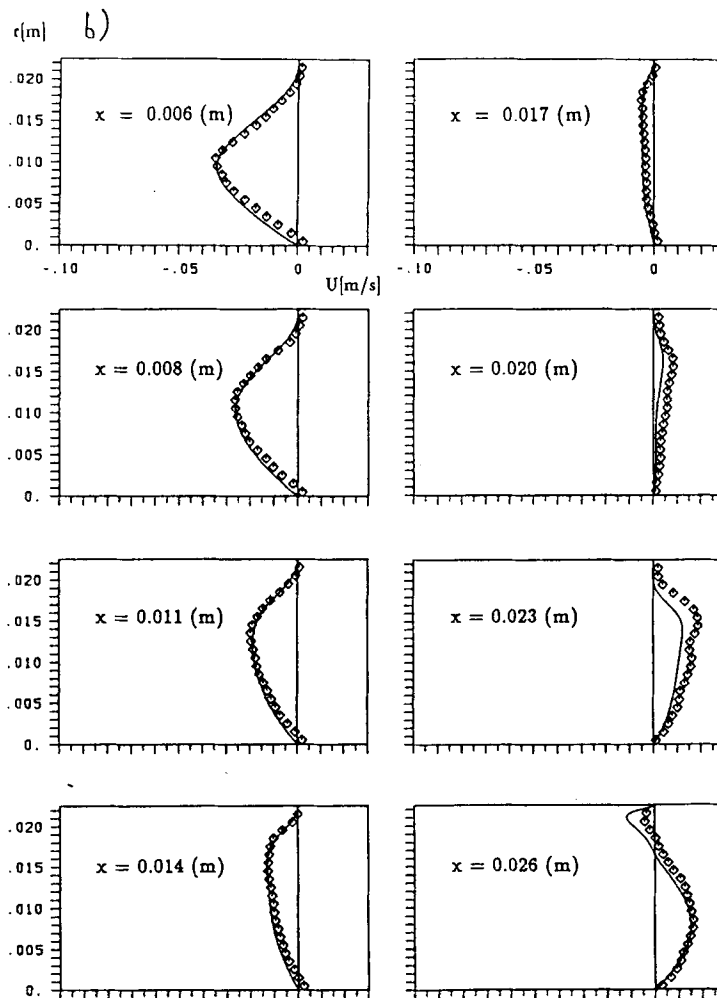 r[m] b)
.020
.015
.010
.005
0.
x = 0.006 (m)
x = 0.017 (m)
-.10 -.05 0
-.10 -.05 0
U[m/s]
.020
.015
.010
.005
0.
x = 0.008 (m)
x = 0.020 (m)
.020
.015
.010
.005
0.
x = 0.011 (m)
x = 0.023 (m)
.020
.015
.010
.005
0.
x = 0.014 (m)
x = 0.026 (m)